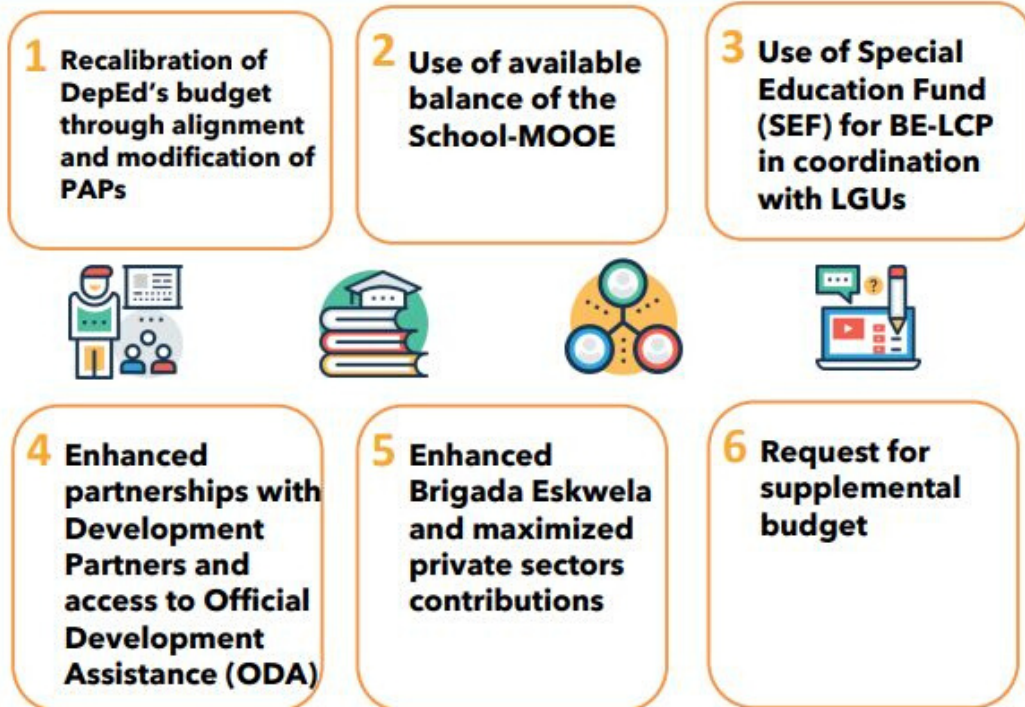 1 Recalibration of
DepEd's budget
through alignment
and modification of
PAPs
2 Use of available
balance of the
School-MOOE
3 Use of Special
Education Fund
(SEF) for BE-LCP
in coordination
with LGUs
?
4 Enhanced
partnerships with
Development
Partners and
access to Official
Development
Assistance (ODA)
5 Enhanced
Brigada Eskwela
and maximized
private sectors
contributions
6 Request for
supplemental
budget